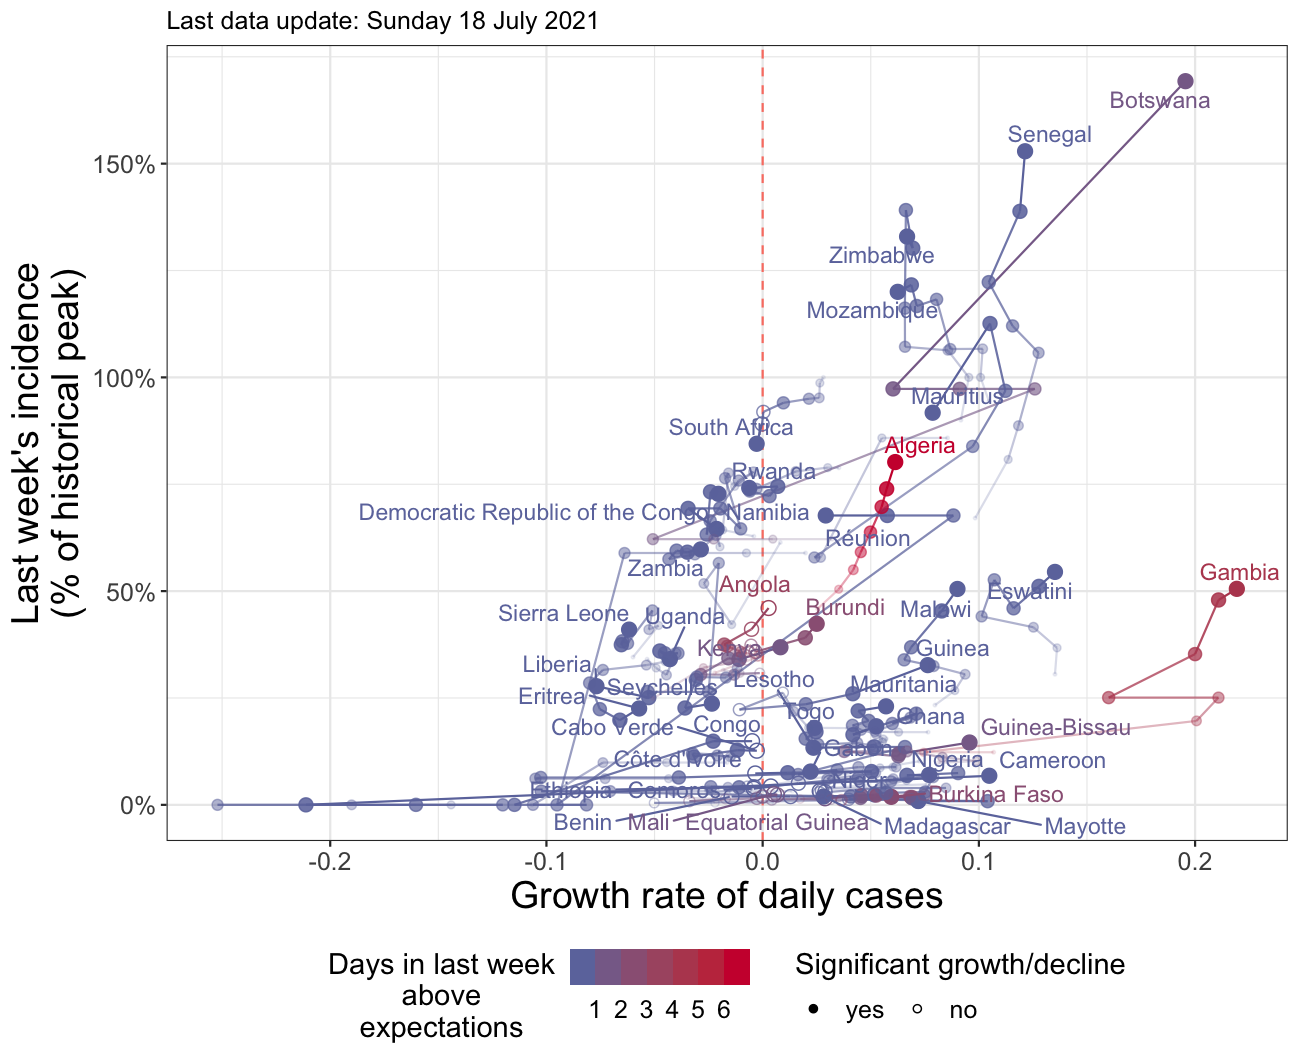 Last data update: Sunday 18 July 2021
Last week's incidence
(% of historical peak)
150%
100%
50%
0%
Botswana
Senegal
Zimbabwe
Mozambique
Mauritius
South Africa
Algeria
Rwanda
Democratic Republic of the Congo
Namibia
Réunion
Zambia
Angola
Gambia
Eswatini
Sierra Leone
Uganda
Burundi
Malawi
Kenya
Guinea
Liberia
Lesotho
Eritrea
Seychelles
Mauritania
Cabo Verde
Congo
Togo
Ghana
Guinea-Bissau
Côte d'Ivoire
Gabon
Nigeria
Cameroon
Ethiopia
Comoros
Niger
Burkina Faso
Benin
Mali
Equatorial Guinea
Madagascar
Mayotte
-0.2
-0.1
0.0
0.1
0.2
Growth rate of daily cases
Days in last week
above
expectations
1 2 3 4 5 6
Significant growth/decline
yes
no